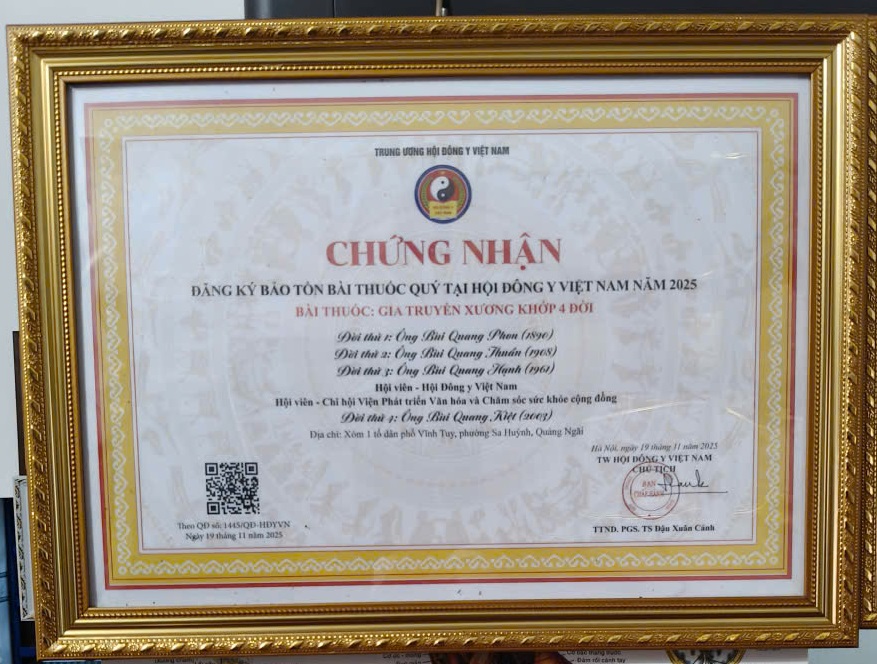 TRUNG ƯƠNG HỘI ĐÔNG Y VIỆT NAM
CHỨNG NHẬN
ĐĂNG KÝ BẢO TỒN BÀI THUỐC QUÝ TẠI HỘI ĐÔNG Y VIỆT NAM NĂM 2025
BÀI THUỐC: GIA TRUYỀN XƯƠNG KHỚP 4 ĐỜI
Đời thứ 1: Ông Bùi Quang Phon (1890)
Đời thứ 2: Ông Bùi Quang Thuần (1908)
Đời thứ 3: Ông Bùi Quang Hạnh (1961)
Hội viên - Hội Đông y Việt Nam
Hội viên - Chi hội Viện Phát triển Văn hóa và Chăm sóc sức khỏe cộng đồng
Đời thứ 4: Ông Bùi Quang Kiệt (2003)
Địa chỉ: Xóm 1 tổ dân phố Vĩnh Tuy, phường Sa Huỳnh, Quảng Ngãi
Hà Nội, ngày 19 tháng 11 năm 2025
TW HỘI ĐÔNG Y VIỆT NAM
CHỦ TỊCH
BAN
CHẤP HÀNH
TTND. PGS. TS Đậu Xuân Cảnh
Theo QĐ số: 1445/QĐ-HĐYVN
Ngày 19 tháng 11 năm 2025